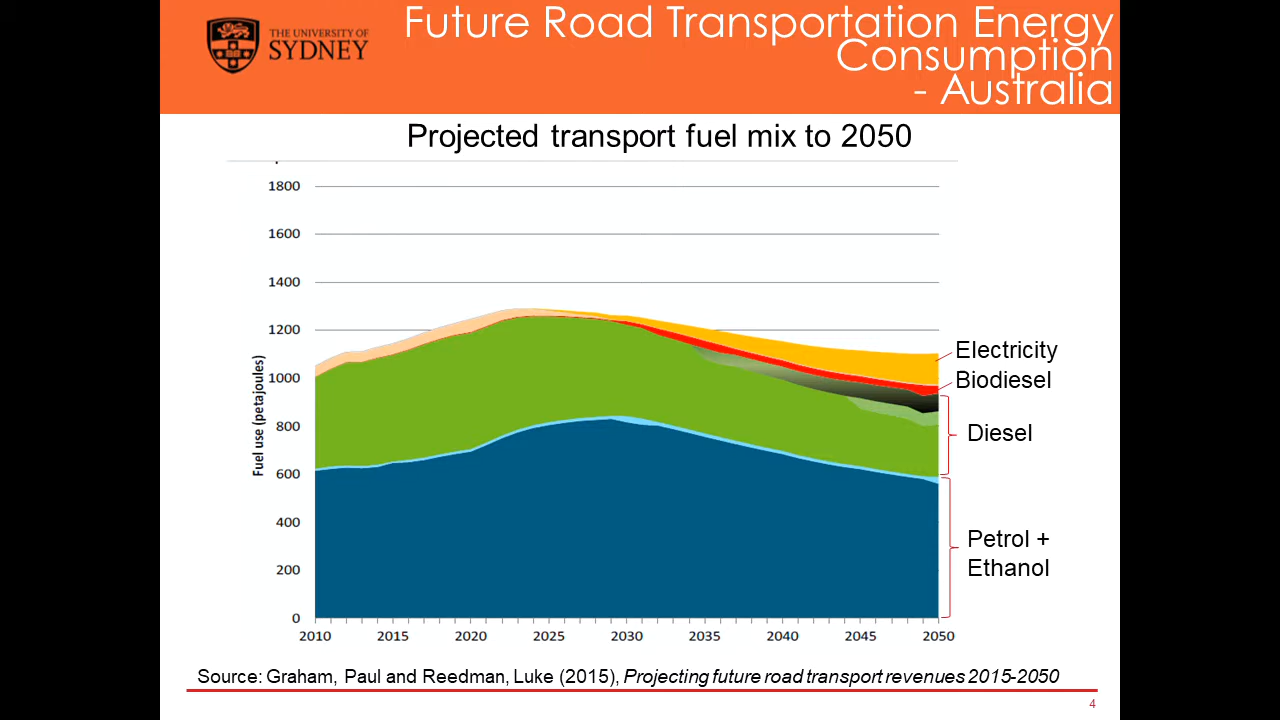 THE UNIVERSITY OF
SYDNEY
Future Road Transportation Energy
Consumption
- Australia
Projected transport fuel mix to 2050
1800
1600
1400
1200
1000
800
600
400
200
0
Fuel use (petajoules)
2010 2015 2020 2025 2030 2035 2040 2045 2050
Electricity
Biodiesel
Diesel
Petrol +
Ethanol
Source: Graham, Paul and Reedman, Luke (2015), Projecting future road transport revenues 2015-2050
4